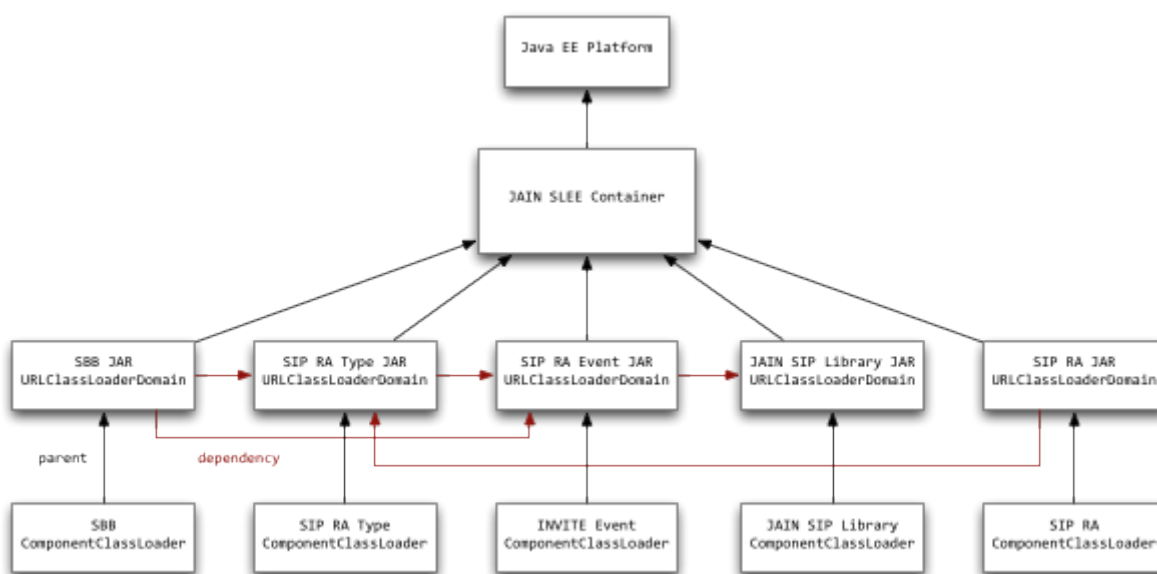 Java EE Platform
JAIN SLEE Container
SBB JAR
URLClassLoaderDomain
SIP RA Type JAR
URLClassLoaderDomain
SIP RA Event JAR
URLClassLoaderDomain
JAIN SIP Library JAR
URLClassLoaderDomain
SIP RA JAR
URLClassLoaderDomain
parent
dependency
SBB
ComponentClassLoader
SIP RA Type
ComponentClassLoader
INVITE Event
ComponentClassLoader
JAIN SIP Library
ComponentClassLoader
SIP RA
ComponentClassLoader